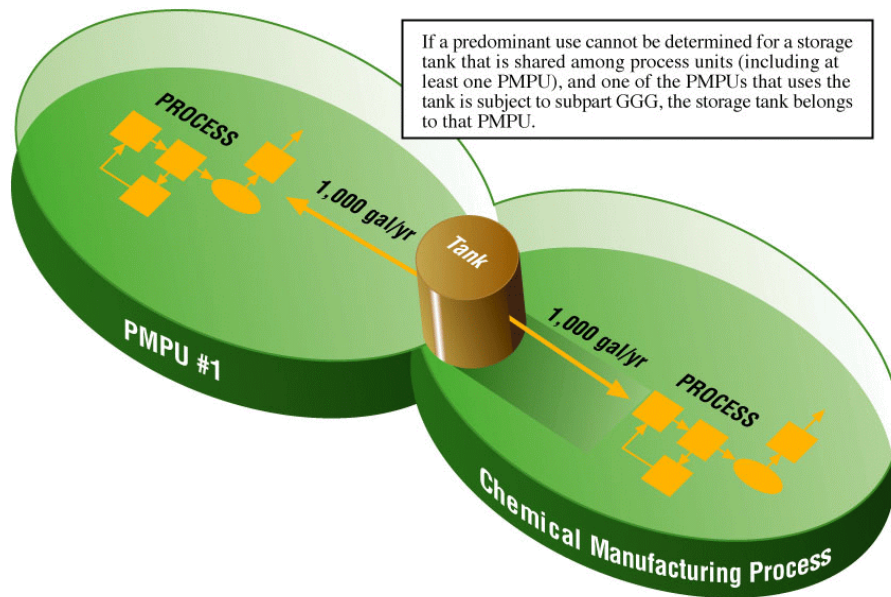 If a predominant use cannot be determined for a storage
tank that is shared among process units (including at
least one PMPU), and one of the PMPUs that uses the
tank is subject to subpart GGG, the storage tank belongs
to that PMPU.
PROCESS
1,000 gal/yr
Tank
PMPU #1
1,000 gal/yr
PROCESS
Chemical Manufacturing Process